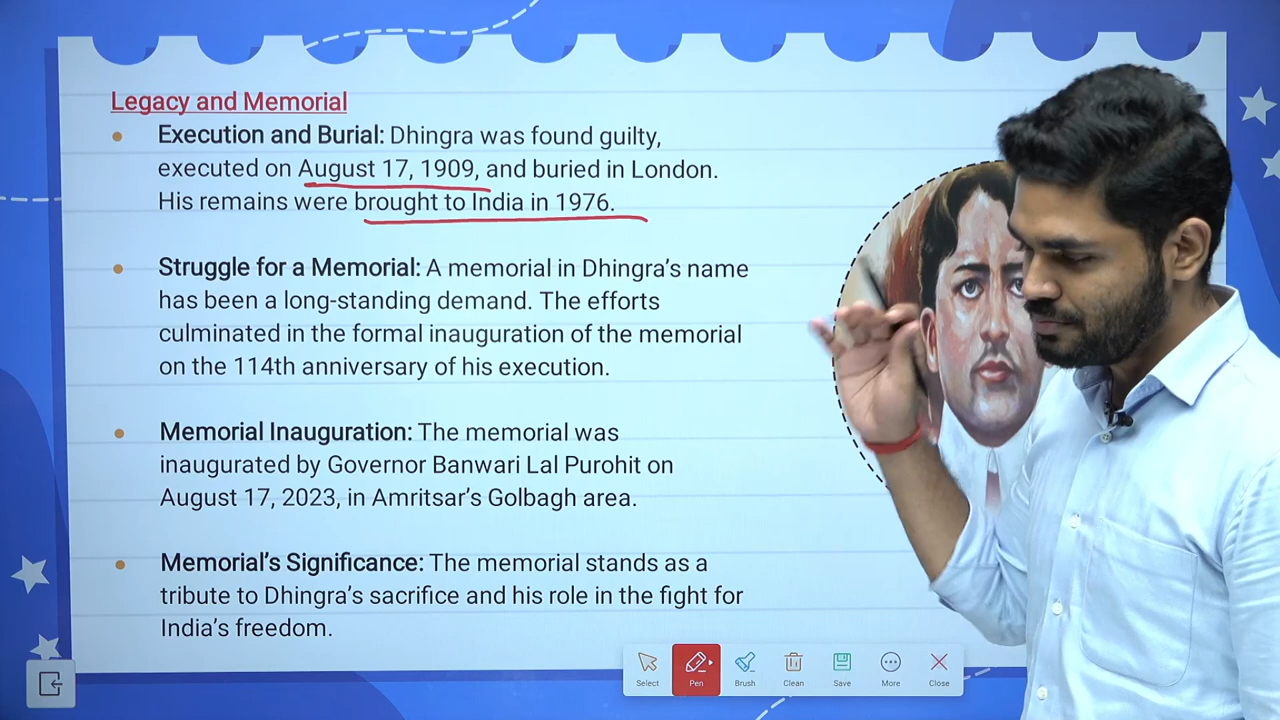 Legacy and Memorial
Execution and Burial: Dhingra was found guilty,
executed on August 17, 1909, and buried in London.
His remains were brought to India in 1976.
Struggle for a Memorial: A memorial in Dhingra's name
has been a long-standing demand. The efforts
culminated in the formal inauguration of the memorial
on the 114th anniversary of his execution.
Memorial Inauguration: The memorial was
inaugurated by Governor Banwari Lal Purohit on
August 17, 2023, in Amritsar's Golbagh area.
Memorial's Significance: The memorial stands as a
tribute to Dhingra's sacrifice and his role in the fight for
India's freedom.
Select Pen Brush Clean Save More Close